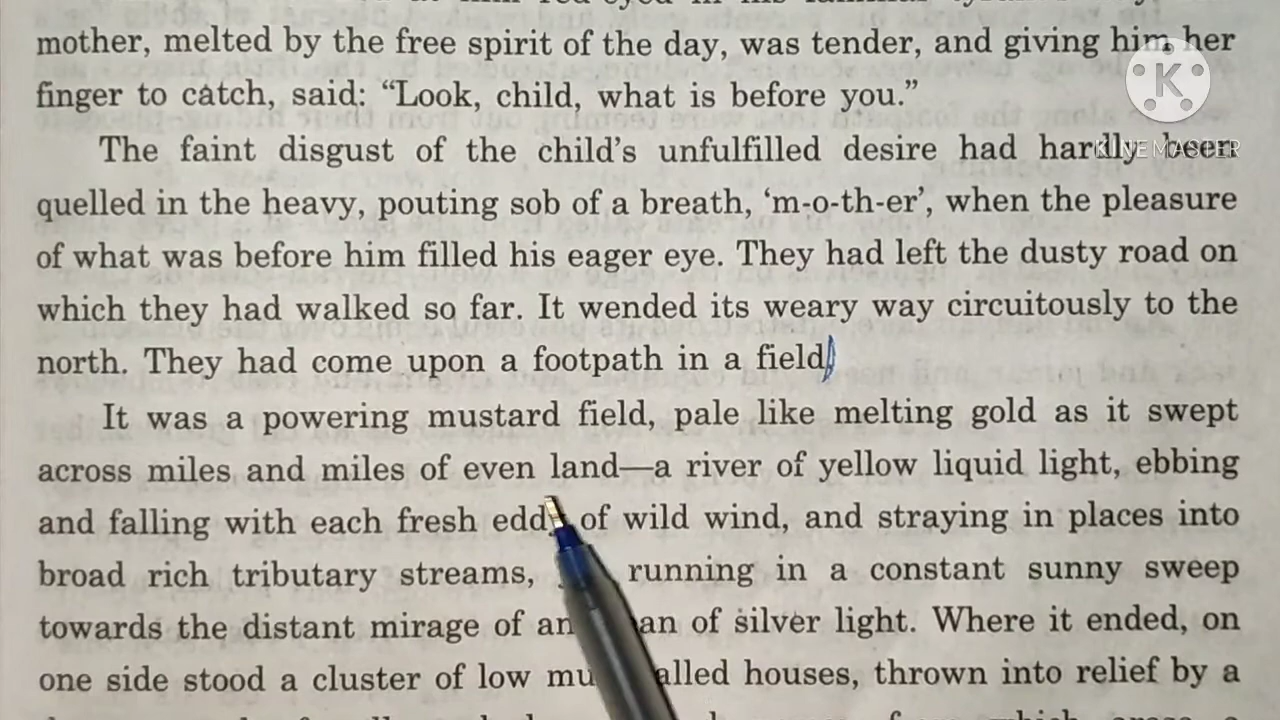 mother, melted by the free spirit of the day, was tender, and giving him her
finger to catch, said: “Look, child, what is before you.”
The faint disgust of the child’s unfulfilled desire had hardly been
quelled in the heavy, pouting sob of a breath, ‘m-o-th-er’, when the pleasure
of what was before him filled his eager eye. They had left the dusty road on
which they had walked so far. It wended its weary way circuitously to the
north. They had come upon a footpath in a field
It was a powering mustard field, pale like melting gold as it swept
across miles and miles of even land—a river of yellow liquid light, ebbing
and falling with each fresh edd of wild wind, and straying in places into
broad rich tributary streams, running in a constant sunny sweep
towards the distant mirage of an an of silver light. Where it ended, on
one side stood a cluster of low mu alled houses, thrown into relief by a
K
KINEMASTER